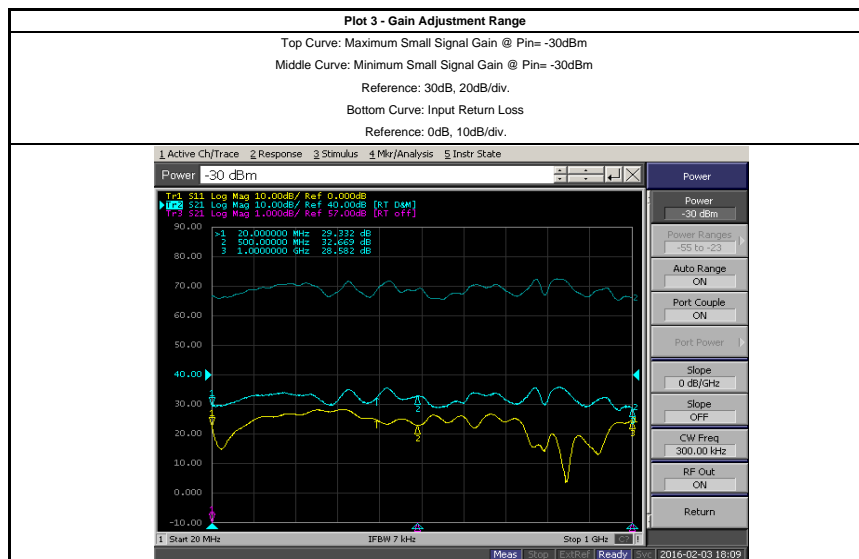 Plot 3 - Gain Adjustment Range
Top Curve: Maximum Small Signal Gain @ Pin= -30dBm
Middle Curve: Minimum Small Signal Gain @ Pin= -30dBm
Reference: 30dB, 20dB/div.
Bottom Curve: Input Return Loss
Reference: 0dB, 10dB/div.
1 Active Ch/Trace 2 Response 3 Stimulus 4 Mkr/Analysis 5 Instr State
Power -30 dBm
Tr1 S11 Log Mag 10.00dB/ Ref 0.000dB
Tr2 S21 Log Mag 10.00dB/ Ref 40.00dB [RT D&M]
Tr3 S21 Log Mag 1.000dB/ Ref 57.00dB [RT off]
>1 20.000000 MHz 29.332 dB
2 500.00000 MHz 32.669 dB
3 1.0000000 GHz 28.582 dB
90.00
80.00
70.00
60.00
50.00
40.00
30.00
20.00
10.00
0.000
-10.00
1
1
1
1
2
2
2
2
1 Start 20 MHz
IFBW 7 kHz
Stop 1 GHz C? !
Power
Power
-30 dBm
Power Ranges
-55 to -23
Auto Range
ON
Port Couple
ON
Port Power
Slope
0 dB/GHz
Slope
OFF
CW Freq
300.00 kHz
RF Out
ON
Return
Meas Stop ExtRef Ready Svc 2016-02-03 18:09